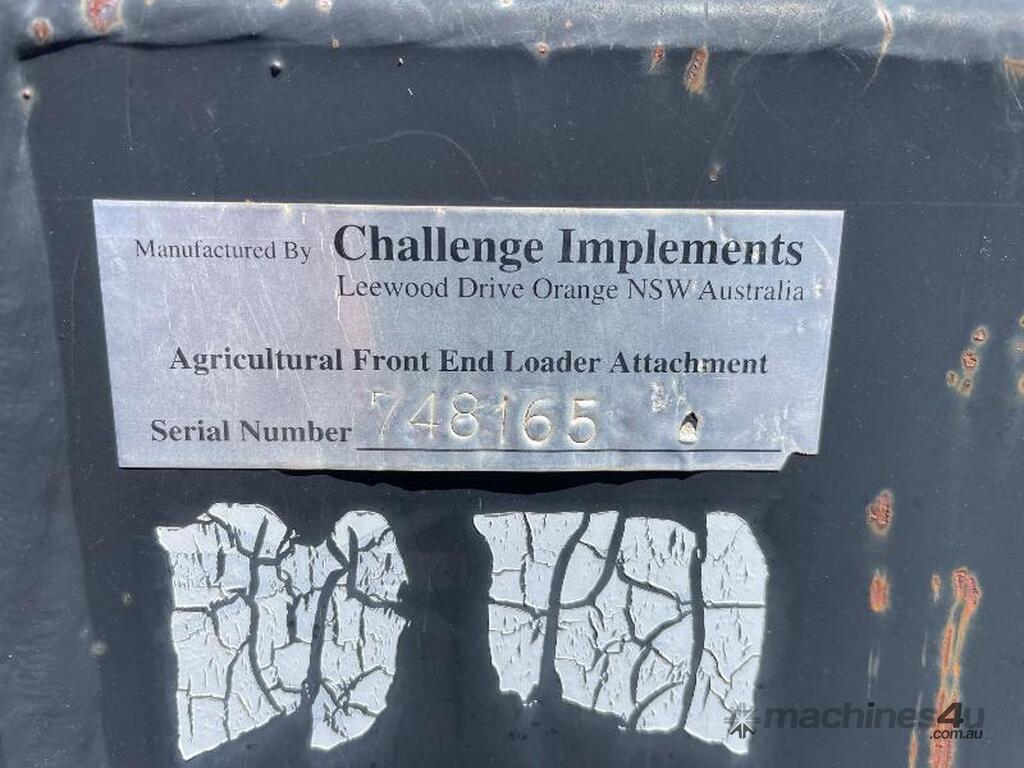 Manufactured By Challenge Implements
Leewood Drive Orange NSW Australia
Agricultural Front End Loader Attachment
Serial Number 748165
machines4u
.com.au